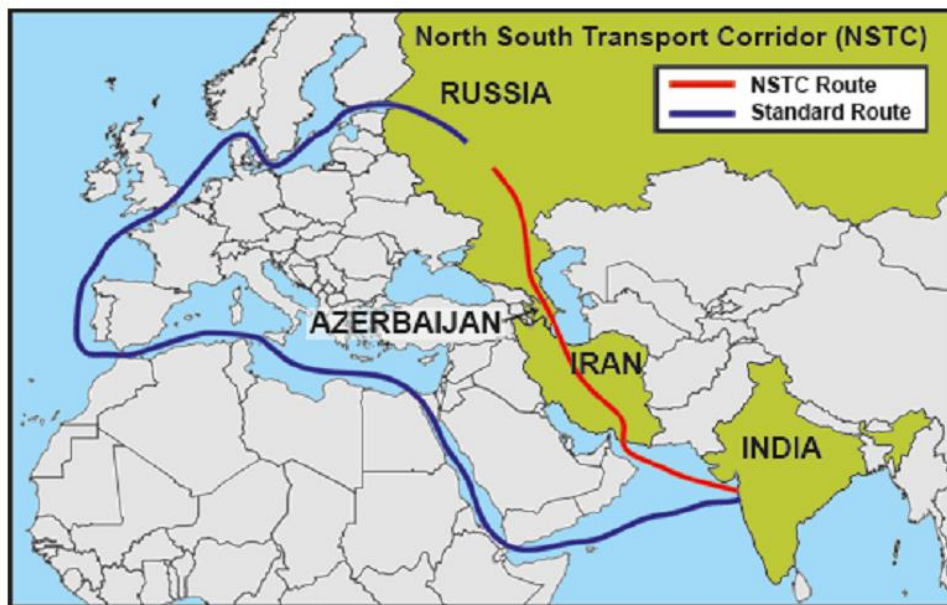 North South Transport Corridor (NSTC)
NSTC Route
Standard Route
RUSSIA
AZERBAIJAN
IRAN
INDIA